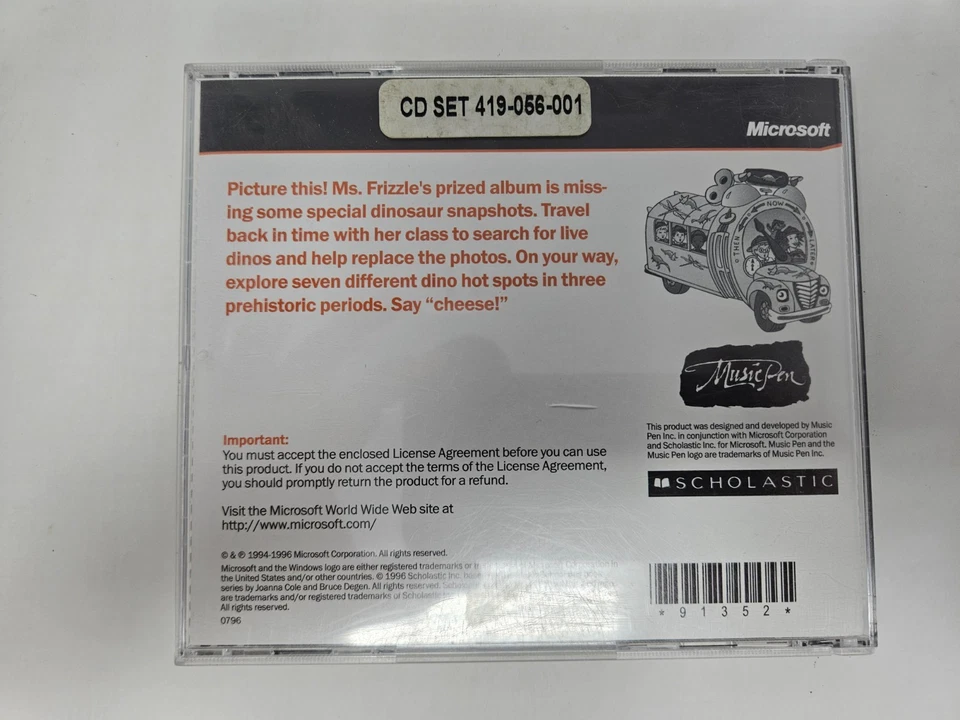 CD SET 419-056-001
Microsoft
Picture this! Ms. Frizzle's prized album is miss-
ing some special dinosaur snapshots. Travel
back in time with her class to search for live
dinos and help replace the photos. On your way,
explore seven different dino hot spots in three
prehistoric periods. Say “cheese!”
THEN
NOW
LATER
Music Pen
This product was designed and developed by Music
Pen Inc. in conjunction with Microsoft Corporation
and Scholastic Inc. for Microsoft. Music Pen and the
Music Pen logo are trademarks of Music Pen Inc.
SCHOLASTIC
Important:
You must accept the enclosed License Agreement before you can use
this product. If you do not accept the terms of the License Agreement,
you should promptly return the product for a refund.
Visit the Microsoft World Wide Web site at
http://www.microsoft.com/
© & ℗ 1994-1996 Microsoft Corporation. All rights reserved.
Microsoft and the Windows logo are either registered trademarks or in
the United States and/or other countries. © 1996 Scholastic Inc.
series by Joanna Cole and Bruce Degen. All rights reserved.
are trademarks and/or registered trademarks of Scholastic
All rights reserved.
0796
*91352*